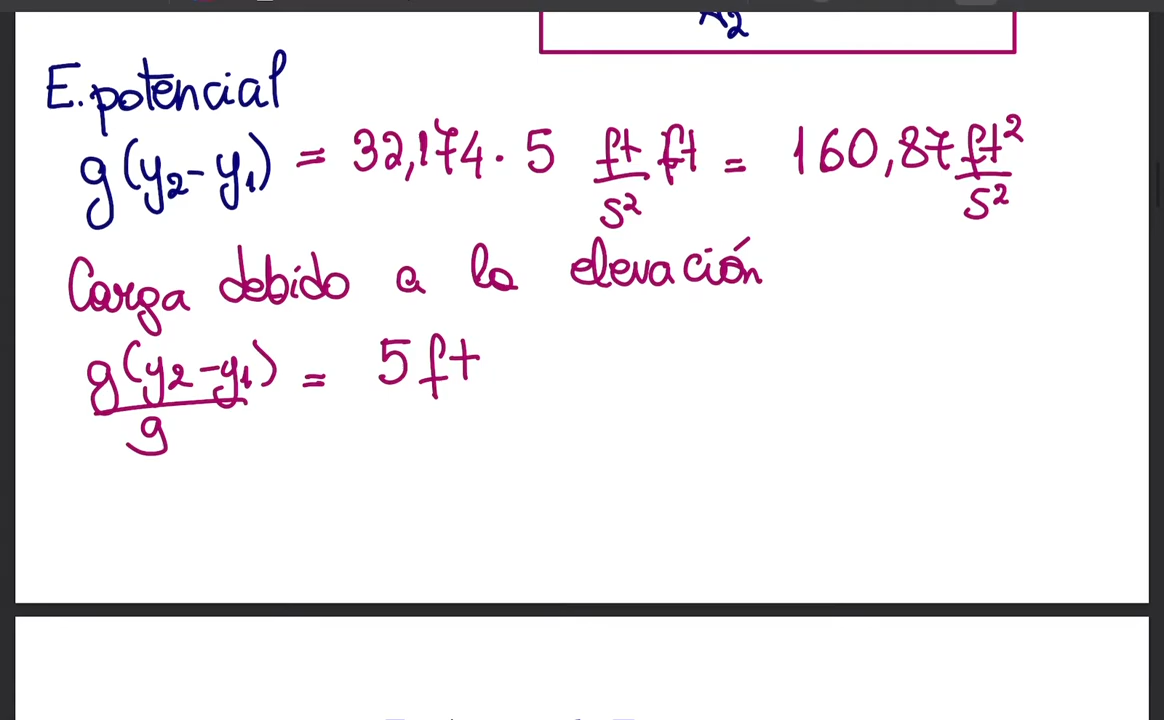 A2
E. potencial
g(y2-y1) = 32,174 · 5 ft/s² ft = 160,87 ft²/s²
Carga debido a la elevación
g(y2-y1)/g = 5 ft